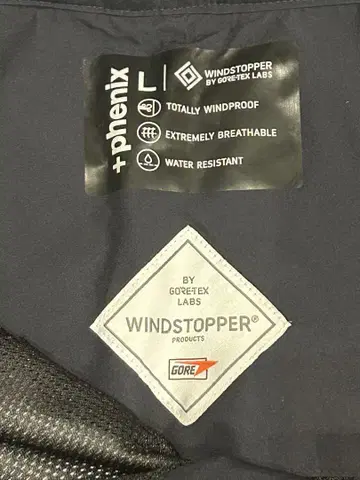 +phenix
L
WINDSTOPPER
BY GORE-TEX LABS
TOTALLY WINDPROOF
EXTREMELY BREATHABLE
WATER RESISTANT
BY
GORE-TEX
LABS
WINDSTOPPER®
PRODUCTS
GORE